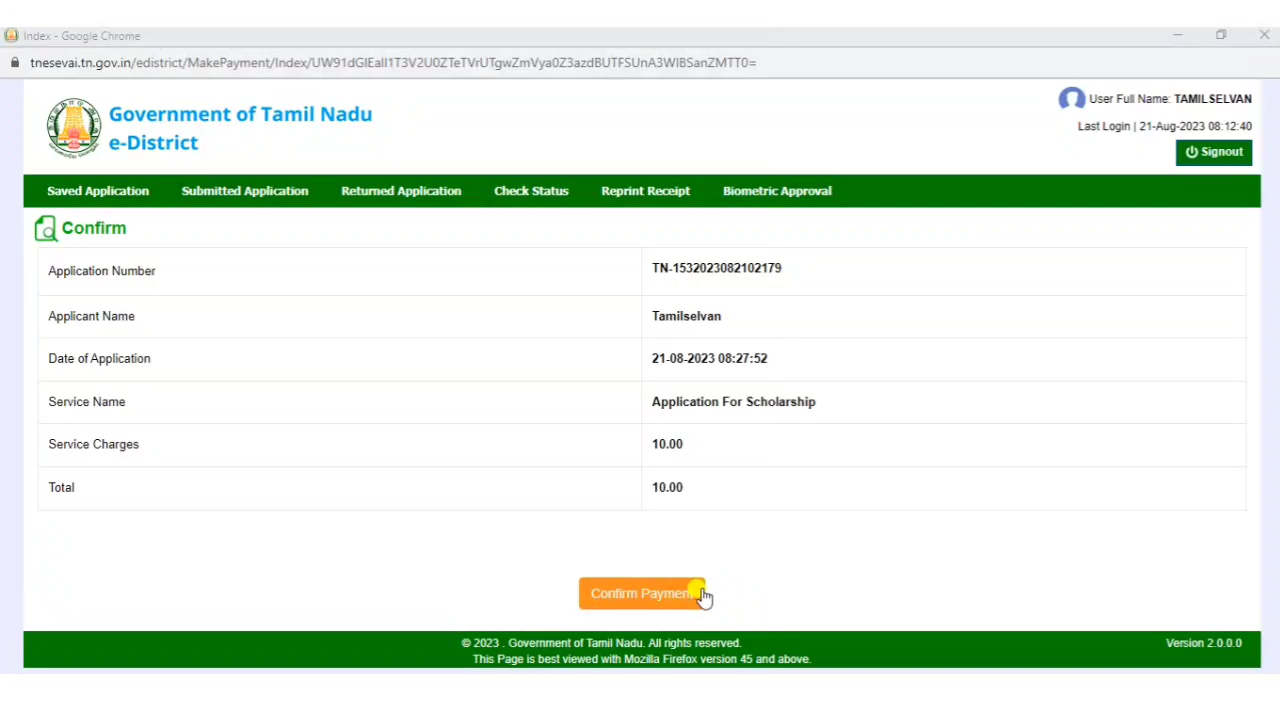 Index - Google Chrome
tnesevai.tn.gov.in/edistrict/MakePayment/Index/
User Full Name: TAMILSELVAN
Government of Tamil Nadu
e-District
Last Login | 21-Aug-2023 08:12:40
Signout
Saved Application Submitted Application Returned Application Check Status Reprint Receipt Biometric Approval
Confirm
Application Number TN-1532023082102179
Applicant Name Tamilselvan
Date of Application 21-08-2023 08:27:52
Service Name Application For Scholarship
Service Charges 10.00
Total 10.00
Confirm Payment
© 2023 . Government of Tamil Nadu. All rights reserved. Version 2.0.0.0
This Page is best viewed with Mozilla Firefox version 45 and above.